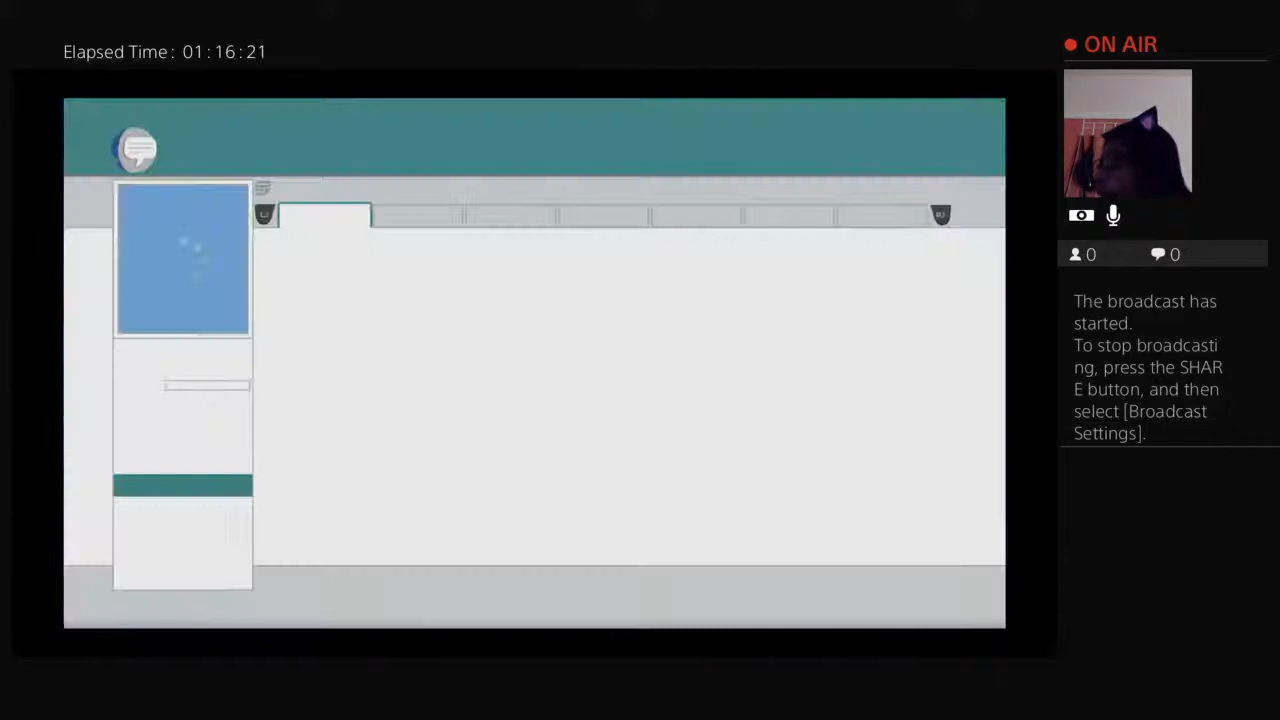 Elapsed Time: 01:16:21
ON AIR
0
0
The broadcast has
started.
To stop broadcasti
ng, press the SHAR
E button, and then
select [Broadcast
Settings].